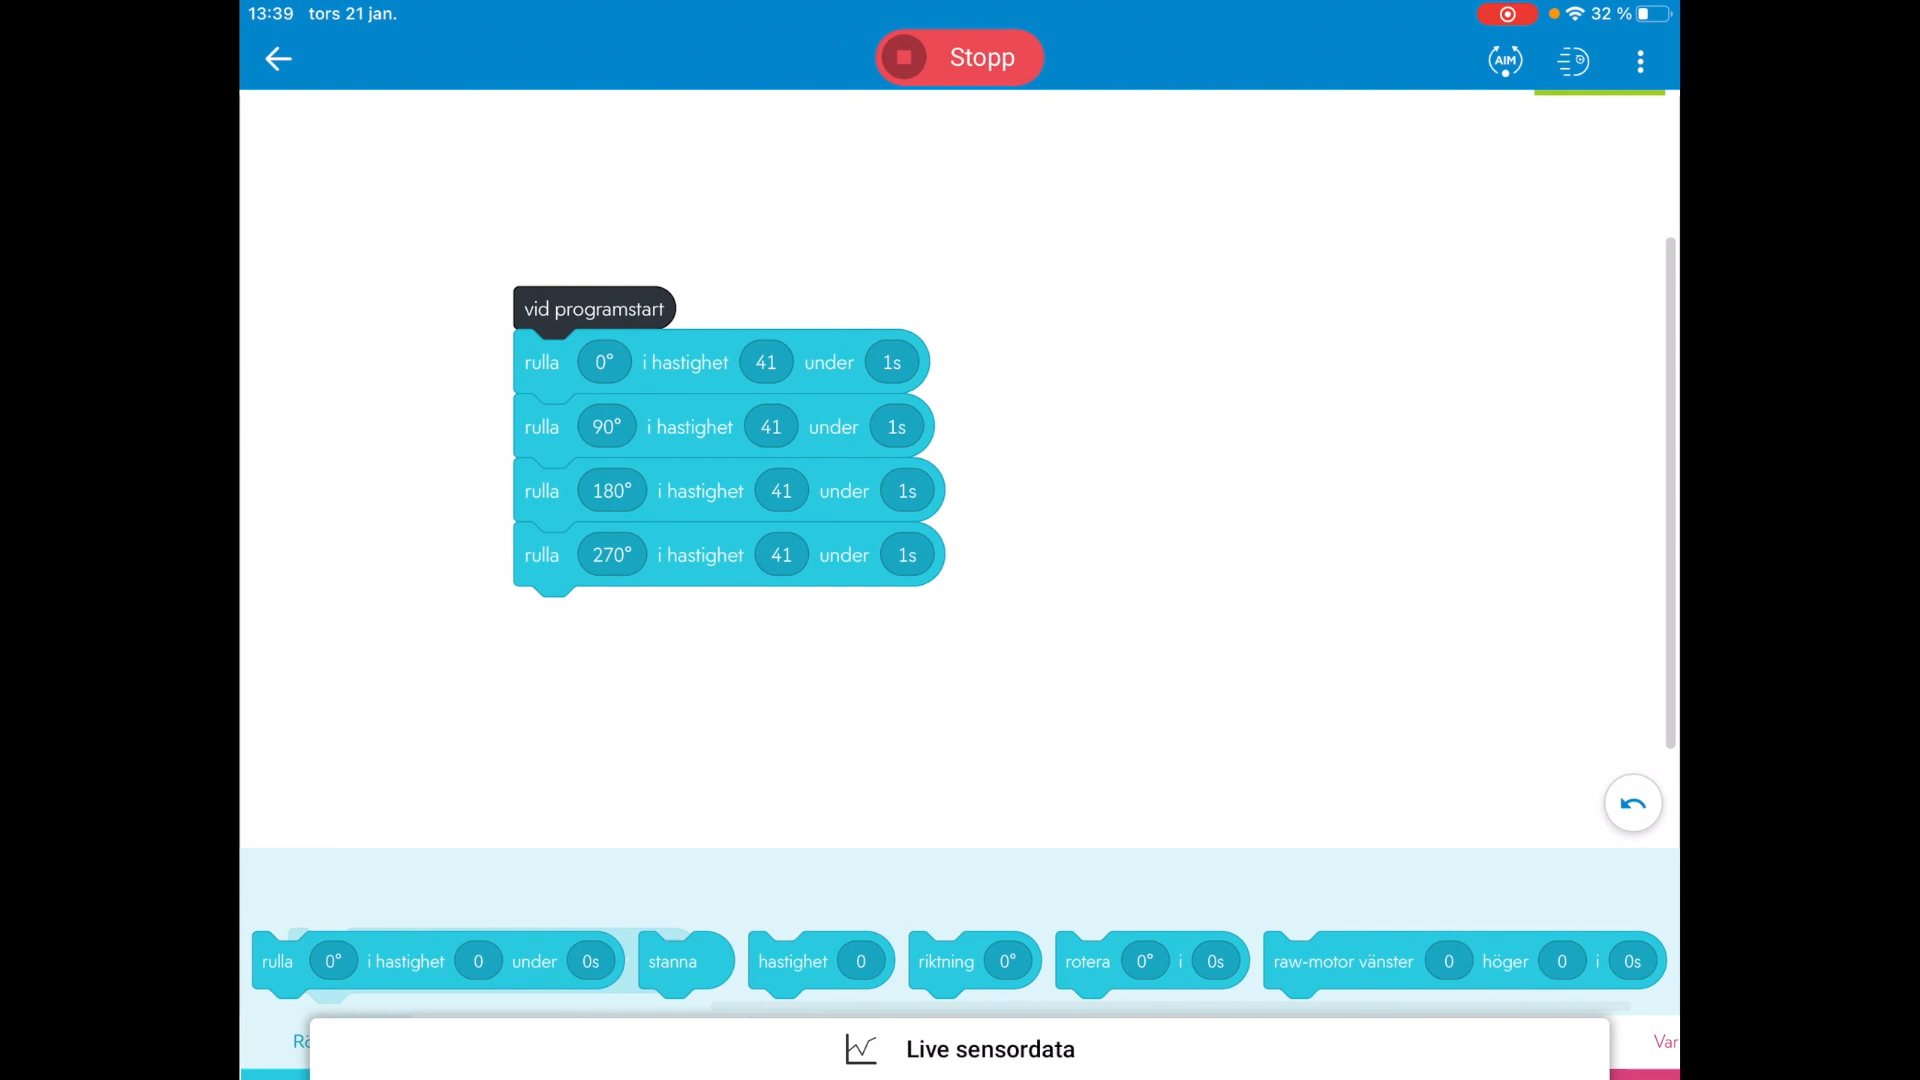 13:39 tors 21 jan.
32 %
Stopp
AIM
vid programstart
rulla 0° i hastighet 41 under 1s
rulla 90° i hastighet 41 under 1s
rulla 180° i hastighet 41 under 1s
rulla 270° i hastighet 41 under 1s
rulla 0° i hastighet 0 under 0s stanna hastighet 0 riktning 0° rotera 0° i 0s raw-motor vänster 0 höger 0 i 0s
Live sensordata